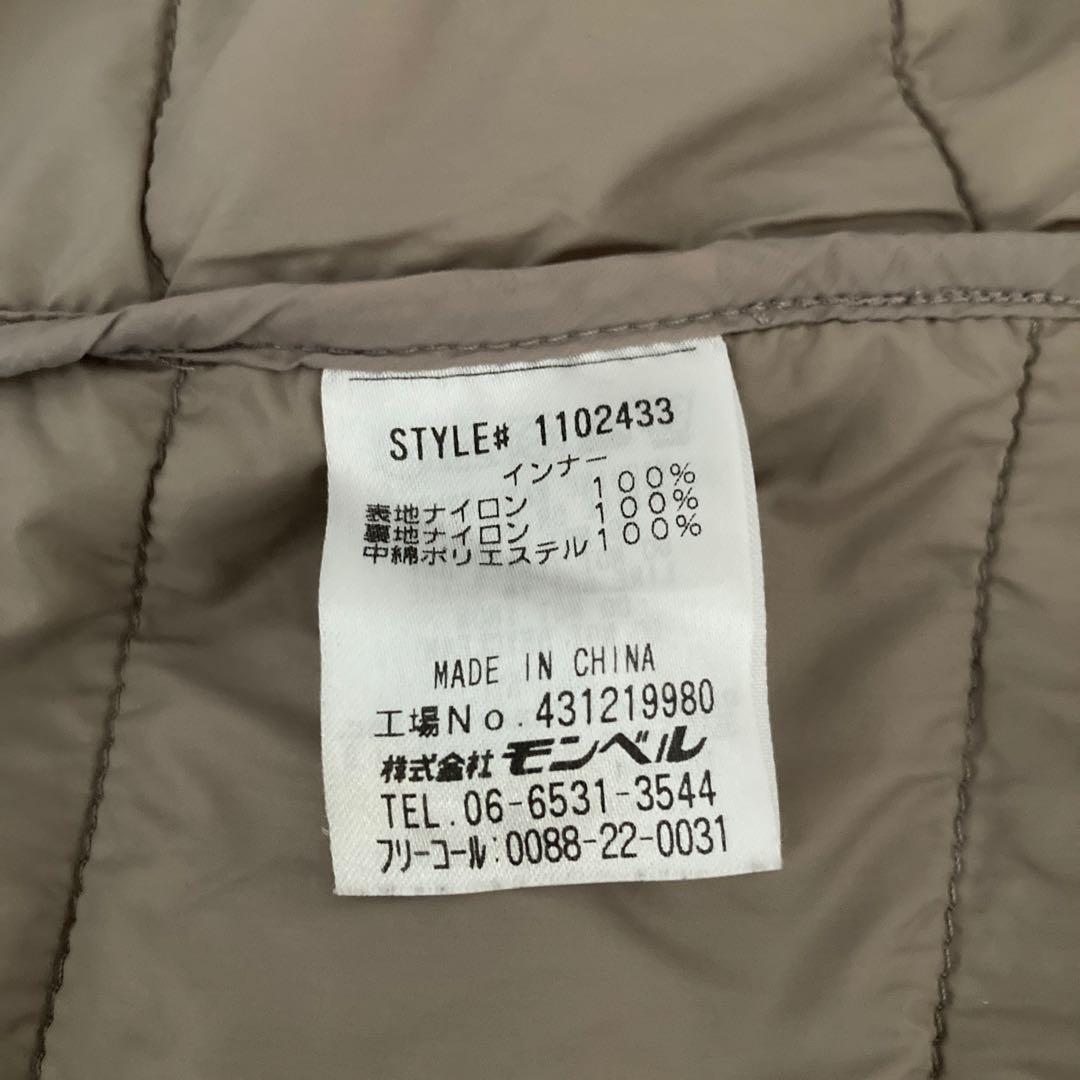 STYLE# 1102433
インナー
表地ナイロン 100%
裏地ナイロン 100%
中綿ポリエステル100%
MADE IN CHINA
工場No.431219980
株式会社モンベル
TEL.06-6531-3544
フリーコール:0088-22-0031